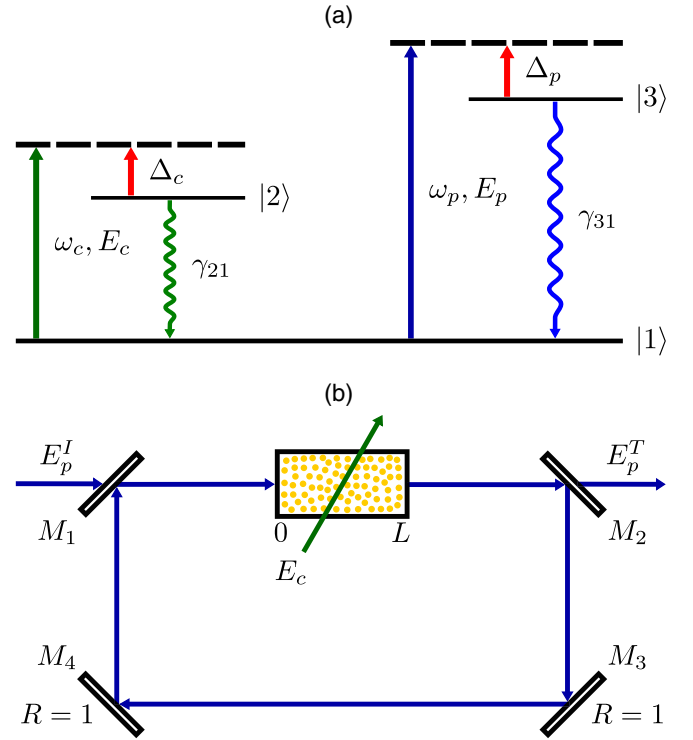 (a)
Δ_p
|3⟩
Δ_c
|2⟩
ω_p, E_p
γ_31
ω_c, E_c
γ_21
|1⟩
(b)
E_p^I
E_p^T
M_1
0
L
M_2
E_c
M_4
M_3
R = 1
R = 1